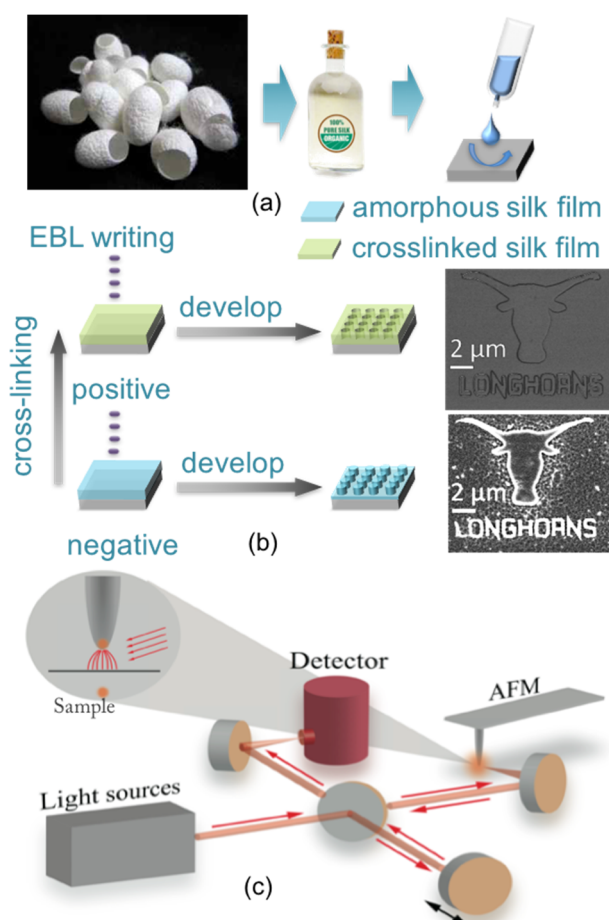 100%
PURE SILK
ORGANIC
(a)
amorphous silk film
EBL writing
crosslinked silk film
develop
cross-linking
positive
2 μm
LONGHORNS
develop
2 μm
LONGHORNS
negative
(b)
Sample
Detector
AFM
Light sources
(c)